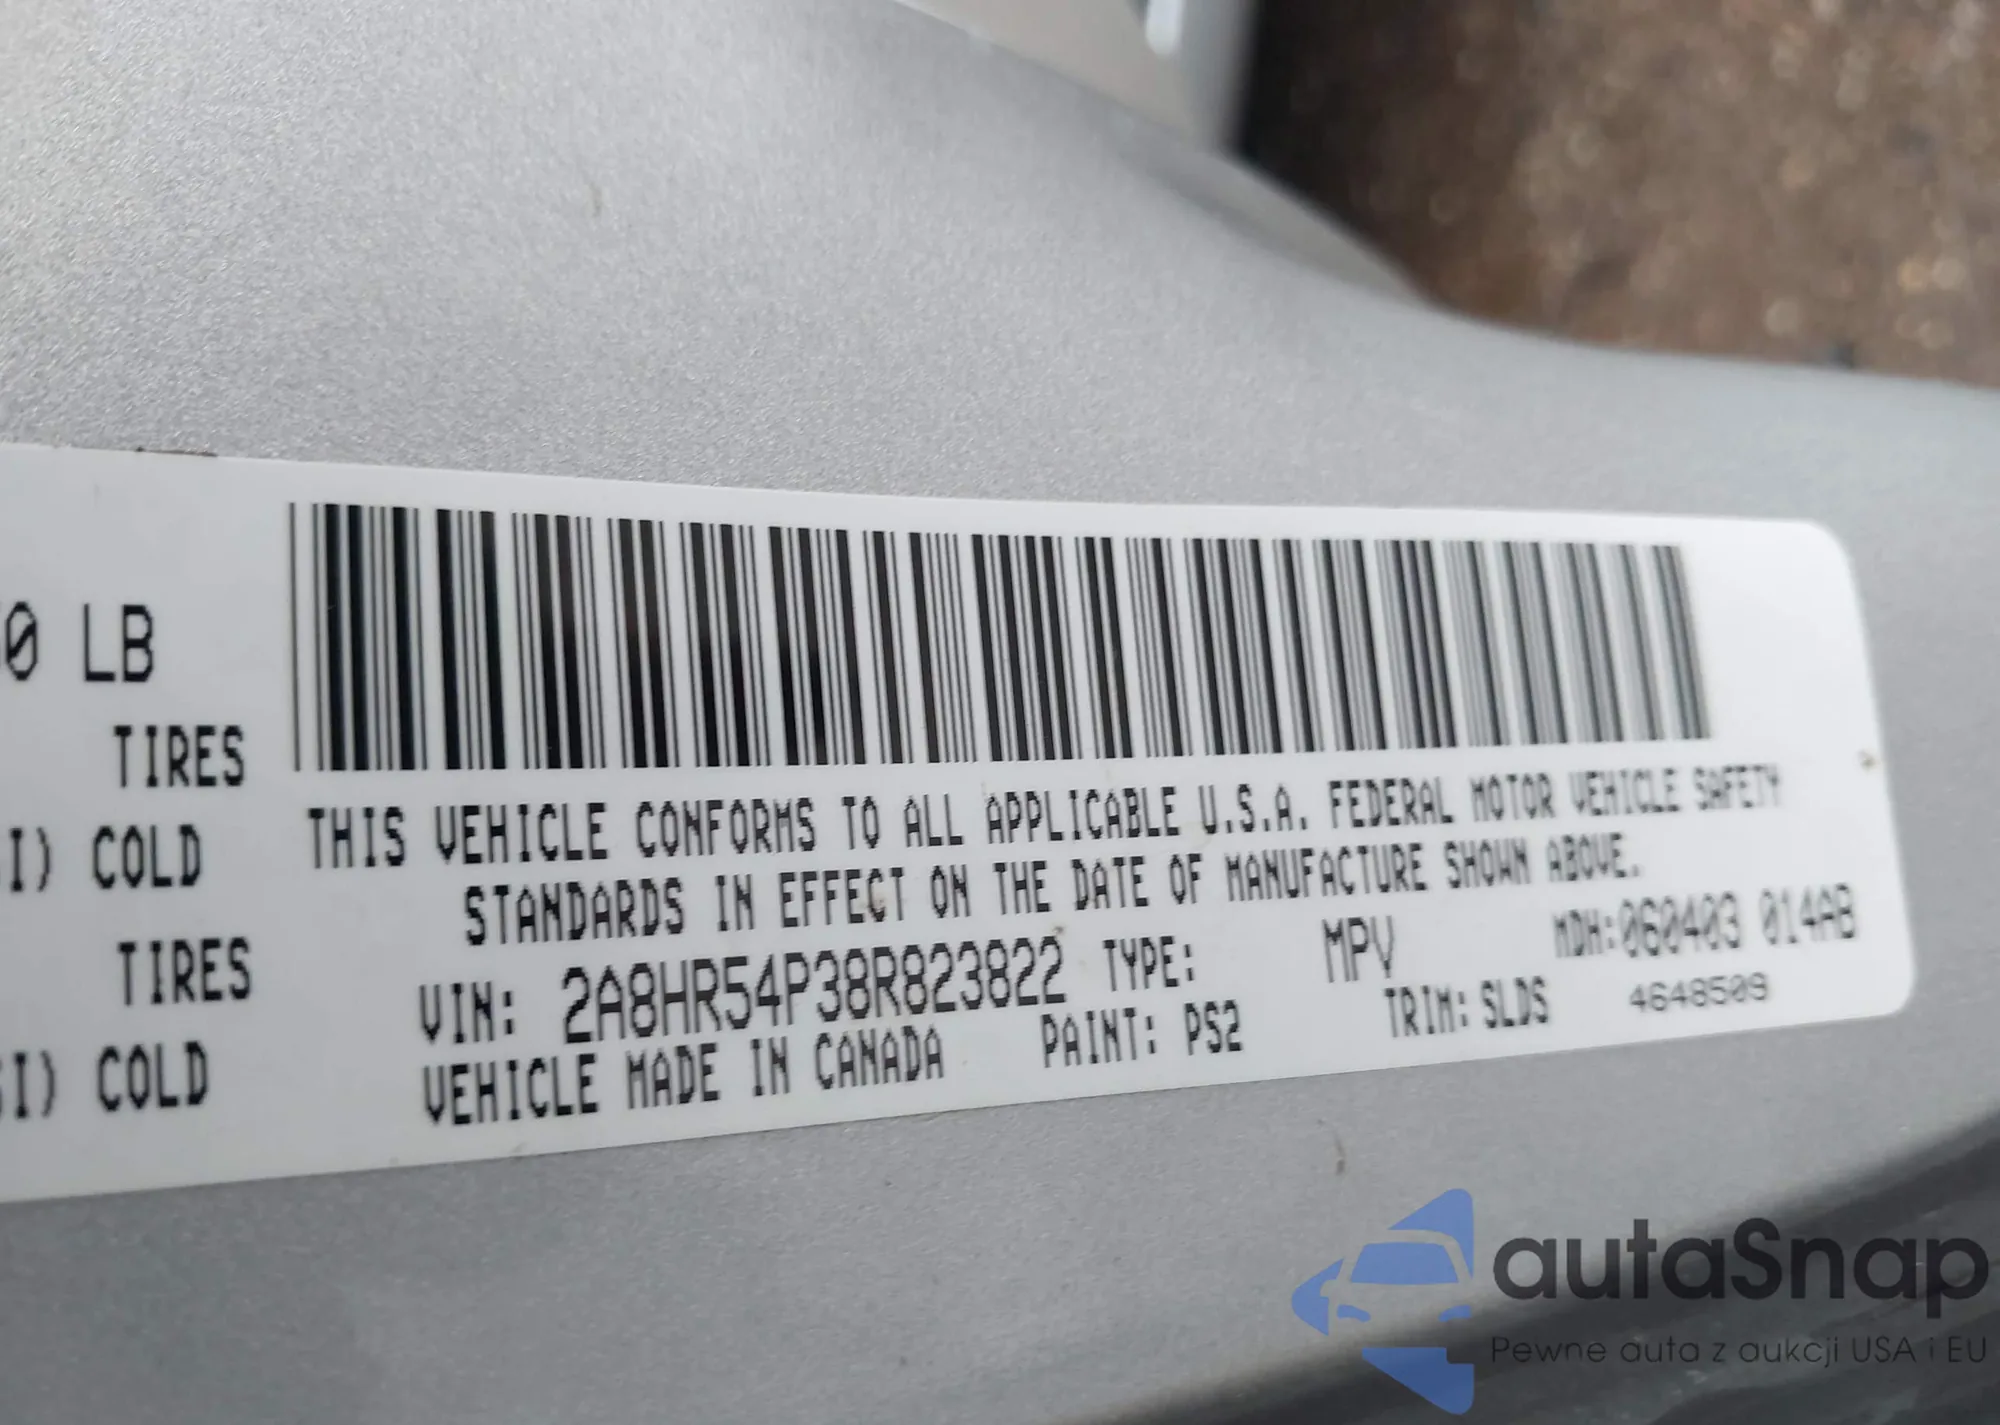 0 LB
TIRES
I) COLD
TIRES
I) COLD
THIS VEHICLE CONFORMS TO ALL APPLICABLE U.S.A. FEDERAL MOTOR VEHICLE SAFETY
STANDARDS IN EFFECT ON THE DATE OF MANUFACTURE SHOWN ABOVE.
VIN: 2A8HR54P38R823822 TYPE: MPV MDH:060403 014AB
VEHICLE MADE IN CANADA PAINT: PS2 TRIM: SLDS 4648509
autaSnap
Pewne auta z aukcji USA i EU